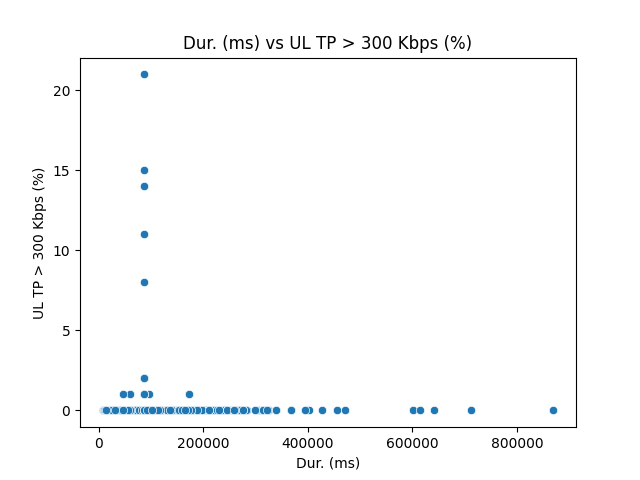 Dur. (ms) vs UL TP > 300 Kbps (%)
UL TP > 300 Kbps (%)
20
15
10
5
0
0 200000 400000 600000 800000
Dur. (ms)